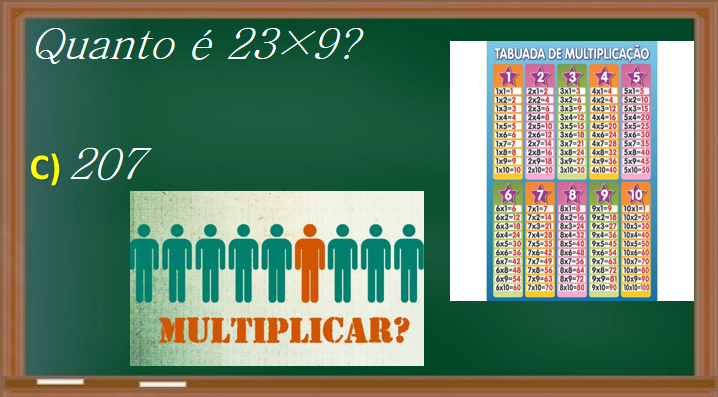 Quanto é 23×9?
C) 207
MULTIPLICAR?
TABUADA DE MULTIPLICAÇÃO
1 2 3 4 5
1x1=1 2x1=2 3x1=3 4x1=4 5x1=5
1x2=2 2x2=4 3x2=6 4x2=8 5x2=10
1x3=3 2x3=6 3x3=9 4x3=12 5x3=15
1x4=4 2x4=8 3x4=12 4x4=16 5x4=20
1x5=5 2x5=10 3x5=15 4x5=20 5x5=25
1x6=6 2x6=12 3x6=18 4x6=24 5x6=30
1x7=7 2x7=14 3x7=21 4x7=28 5x7=35
1x8=8 2x8=16 3x8=24 4x8=32 5x8=40
1x9=9 2x9=18 3x9=27 4x9=36 5x9=45
1x10=10 2x10=20 3x10=30 4x10=40 5x10=50
6 7 8 9 10
6x1=6 7x1=7 8x1=8 9x1=9 10x1=1
6x2=12 7x2=14 8x2=16 9x2=18 10x2=20
6x3=18 7x3=21 8x3=24 9x3=27 10x3=30
6x4=24 7x4=28 8x4=32 9x4=36 10x4=40
6x5=30 7x5=35 8x5=40 9x5=45 10x5=50
6x6=36 7x6=42 8x6=48 9x6=54 10x6=60
6x7=42 7x7=49 8x7=56 9x7=63 10x7=70
6x8=48 7x8=56 8x8=64 9x8=72 10x8=80
6x9=54 7x9=63 8x9=72 9x9=81 10x9=90
6x10=60 7x10=70 8x10=80 9x10=90 10x10=100